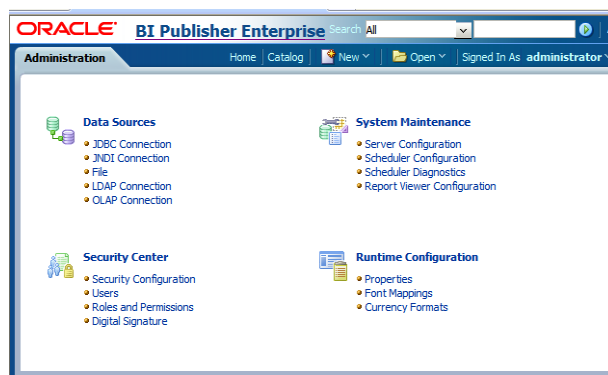 ORACLE BI Publisher Enterprise Search All
Administration Home Catalog New Open Signed In As administrator
Data Sources
JDBC Connection
JNDI Connection
File
LDAP Connection
OLAP Connection
System Maintenance
Server Configuration
Scheduler Configuration
Scheduler Diagnostics
Report Viewer Configuration
Security Center
Security Configuration
Users
Roles and Permissions
Digital Signature
Runtime Configuration
Properties
Font Mappings
Currency Formats